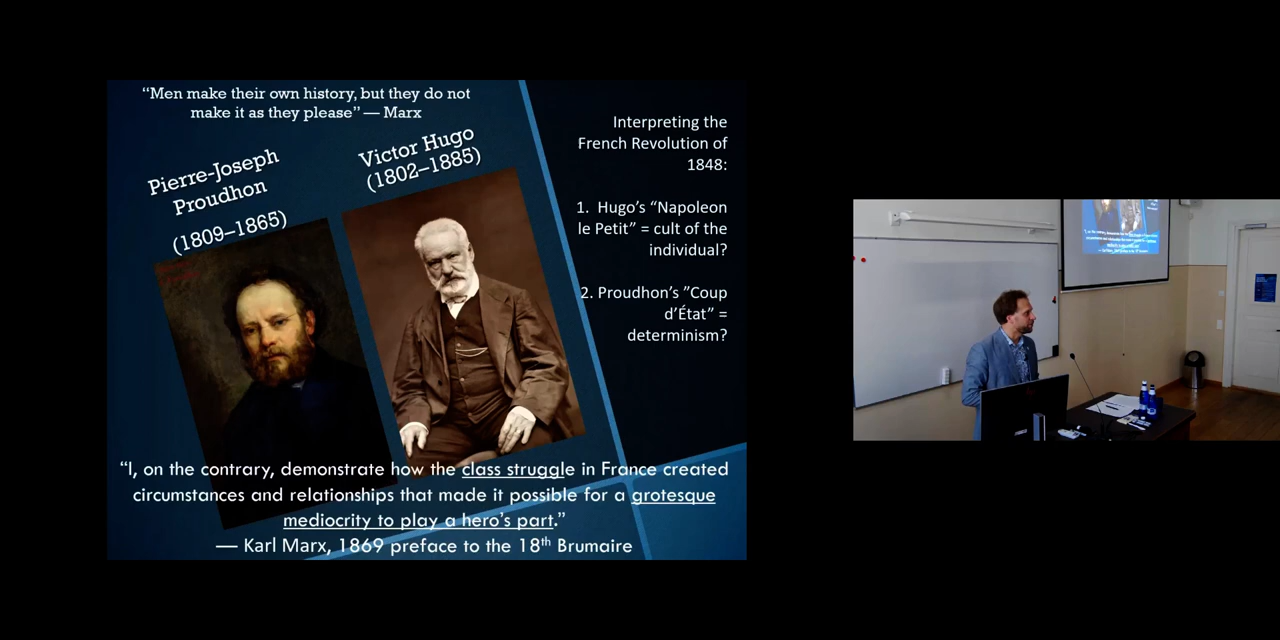 “Men make their own history, but they do not
make it as they please” — Marx
Pierre-Joseph
Proudhon
(1809–1865)
Victor Hugo
(1802–1885)
Interpreting the
French Revolution of
1848:
1. Hugo’s “Napoleon
le Petit” = cult of the
individual?
2. Proudhon’s ”Coup
d’État” =
determinism?
“I, on the contrary, demonstrate how the class struggle in France created
circumstances and relationships that made it possible for a grotesque
mediocrity to play a hero’s part.”
— Karl Marx, 1869 preface to the 18th Brumaire